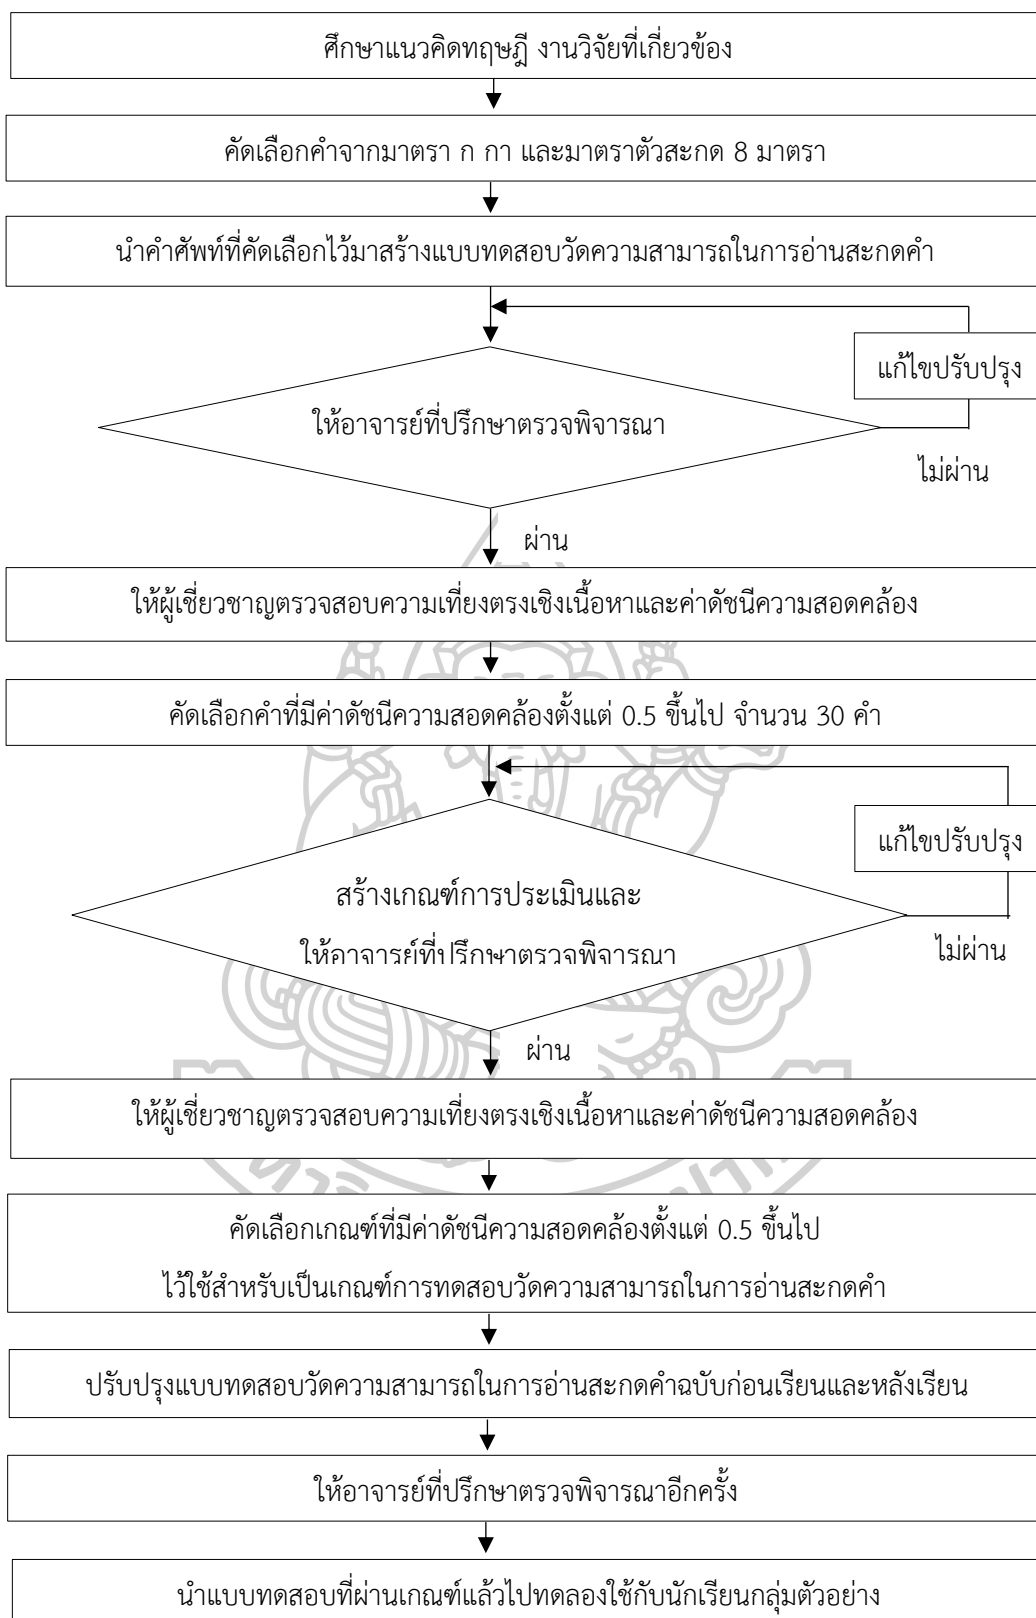 ศึกษาแนวคิดทฤษฎี งานวิจัยที่เกี่ยวข้อง
คัดเลือกคำจากมาตรา ก กา และมาตราตัวสะกด 8 มาตรา
นำคำศัพท์ที่คัดเลือกไว้มาสร้างแบบทดสอบวัดความสามารถในการอ่านสะกดคำ
แก้ไขปรับปรุง
ให้อาจารย์ที่ปรึกษาตรวจพิจารณา
ไม่ผ่าน
ผ่าน
ให้ผู้เชี่ยวชาญตรวจสอบความเที่ยงตรงเชิงเนื้อหาและค่าดัชนีความสอดคล้อง
คัดเลือกคำที่มีค่าดัชนีความสอดคล้องตั้งแต่ 0.5 ขึ้นไป จำนวน 30 คำ
แก้ไขปรับปรุง
สร้างเกณฑ์การประเมินและ
ให้อาจารย์ที่ปรึกษาตรวจพิจารณา
ไม่ผ่าน
ผ่าน
ให้ผู้เชี่ยวชาญตรวจสอบความเที่ยงตรงเชิงเนื้อหาและค่าดัชนีความสอดคล้อง
คัดเลือกเกณฑ์ที่มีค่าดัชนีความสอดคล้องตั้งแต่ 0.5 ขึ้นไป
ไว้ใช้สำหรับเป็นเกณฑ์การทดสอบวัดความสามารถในการอ่านสะกดคำ
ปรับปรุงแบบทดสอบวัดความสามารถในการอ่านสะกดคำฉบับก่อนเรียนและหลังเรียน
ให้อาจารย์ที่ปรึกษาตรวจพิจารณาอีกครั้ง
นำแบบทดสอบที่ผ่านเกณฑ์แล้วไปทดลองใช้กับนักเรียนกลุ่มตัวอย่าง